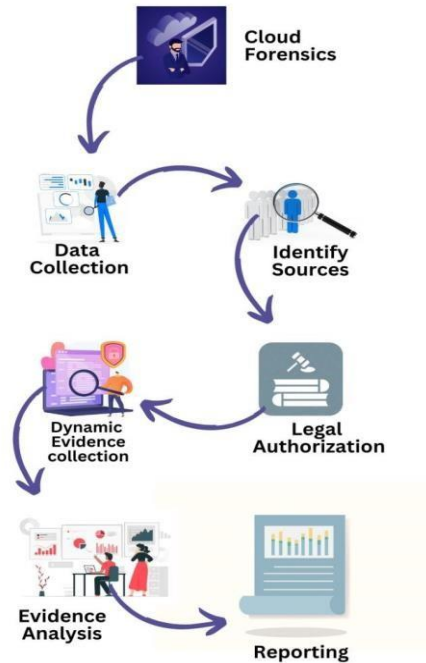 Cloud
Forensics
Data
Collection
Identify
Sources
Legal
Authorization
Dynamic
Evidence
collection
Evidence
Analysis
Reporting